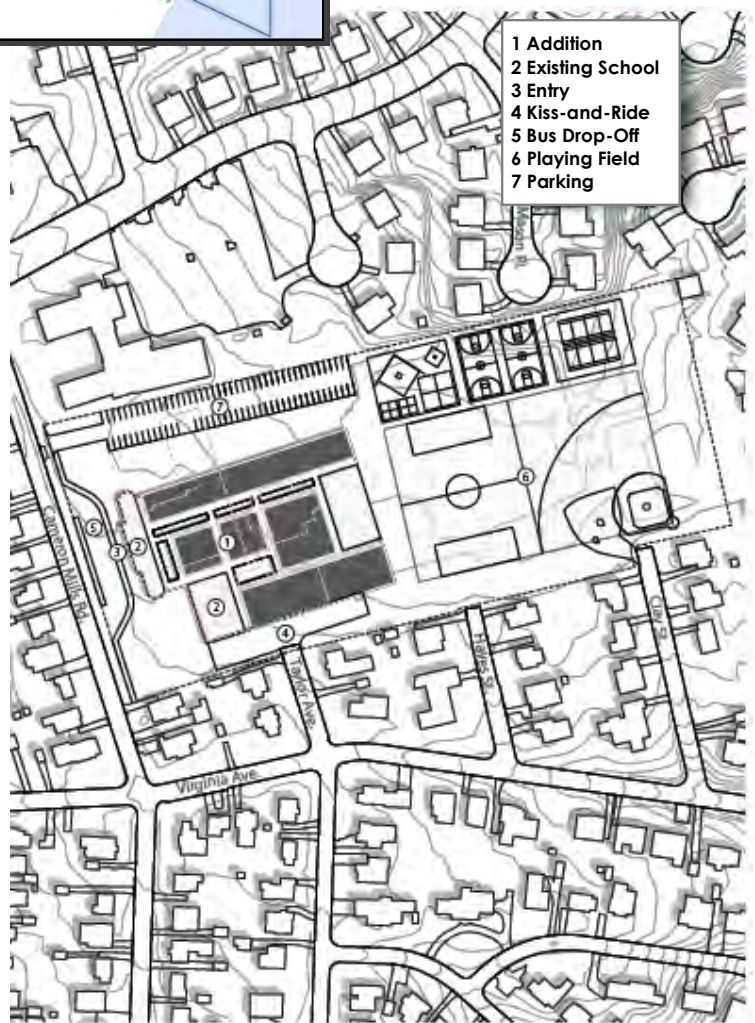 1 Addition
2 Existing School
3 Entry
4 Kiss-and-Ride
5 Bus Drop-Off
6 Playing Field
7 Parking
Mason Pl.
7
6
5
3
2
1
2
4
Cameron Mills Rd.
Taylor Ave.
Hayes St.
Clay St.
Virginia Ave.